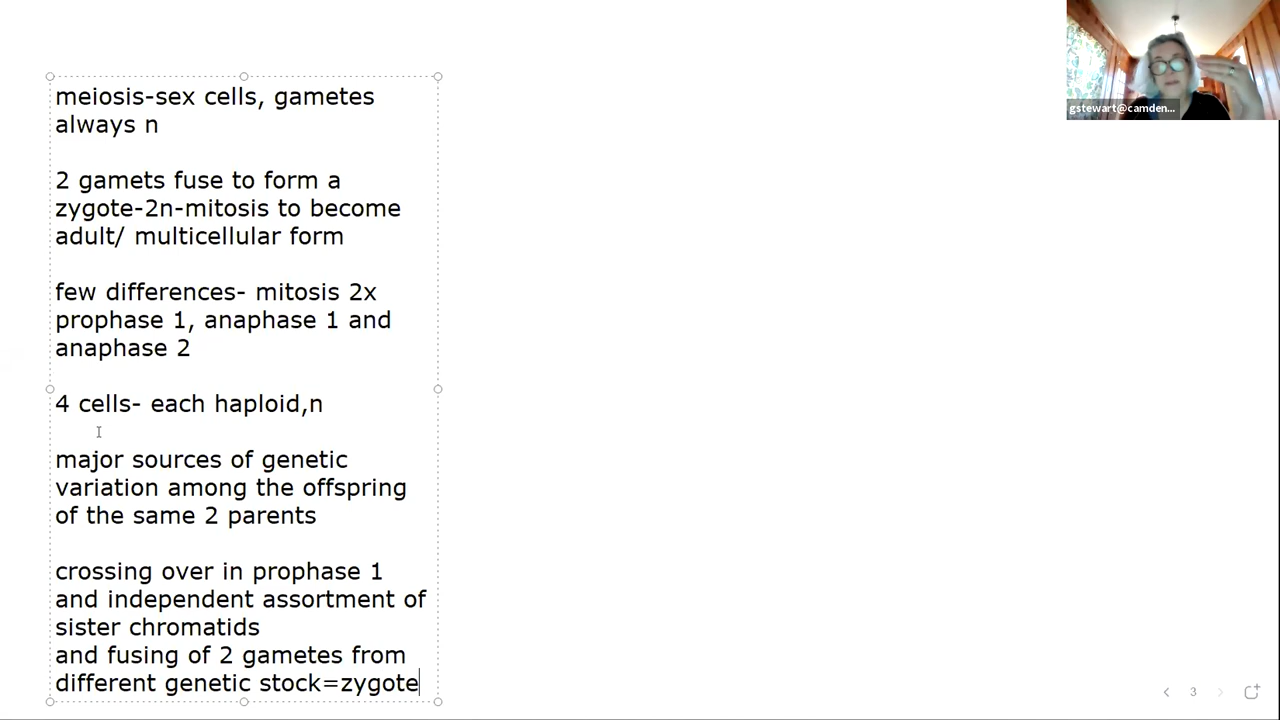 meiosis-sex cells, gametes
always n
2 gamets fuse to form a
zygote-2n-mitosis to become
adult/ multicellular form
few differences- mitosis 2x
prophase 1, anaphase 1 and
anaphase 2
4 cells- each haploid,n
major sources of genetic
variation among the offspring
of the same 2 parents
crossing over in prophase 1
and independent assortment of
sister chromatids
and fusing of 2 gametes from
different genetic stock=zygote
gstewart@camden...
3